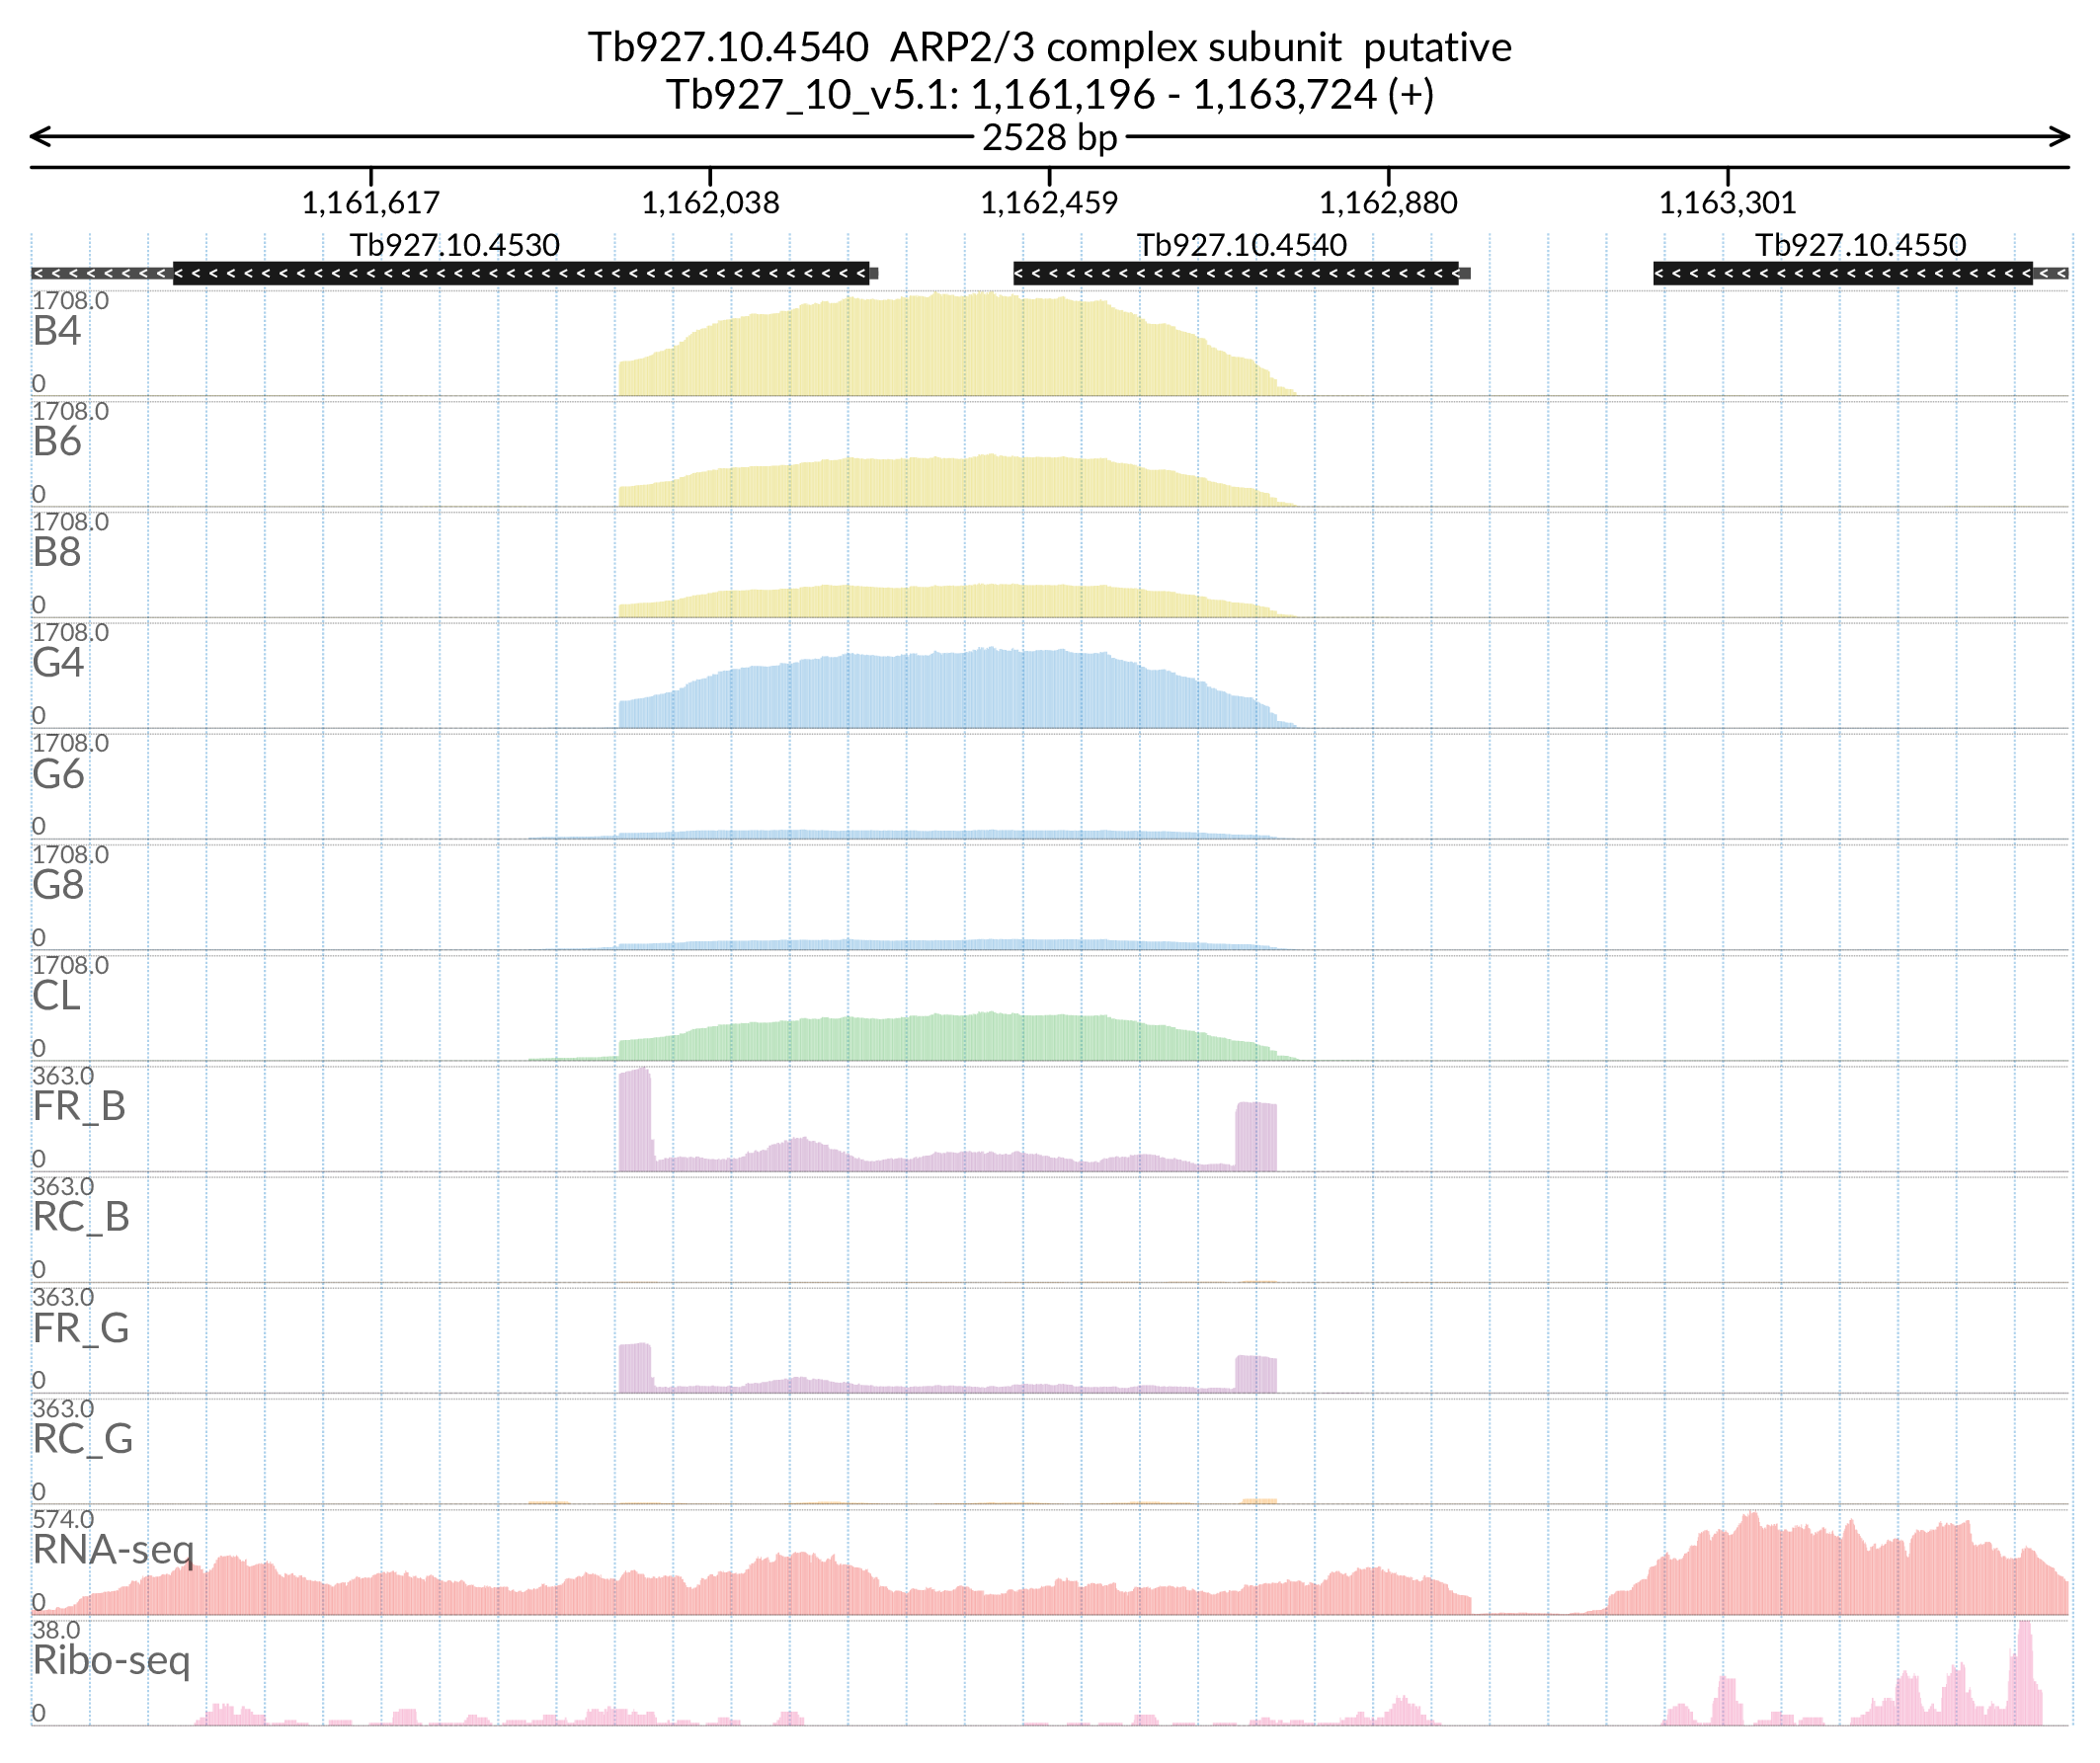 Tb927.10.4540  ARP2/3 complex subunit  putative
Tb927_10_v5.1: 1,161,196 - 1,163,724 (+)
2528 bp
1,161,617 1,162,038 1,162,459 1,162,880 1,163,301
Tb927.10.4530 Tb927.10.4540 Tb927.10.4550
1708.0
B4
0
1708.0
B6
0
1708.0
B8
0
1708.0
G4
0
1708.0
G6
0
1708.0
G8
0
1708.0
CL
0
363.0
FR_B
0
363.0
RC_B
0
363.0
FR_G
0
363.0
RC_G
0
574.0
RNA-seq
0
38.0
Ribo-seq
0